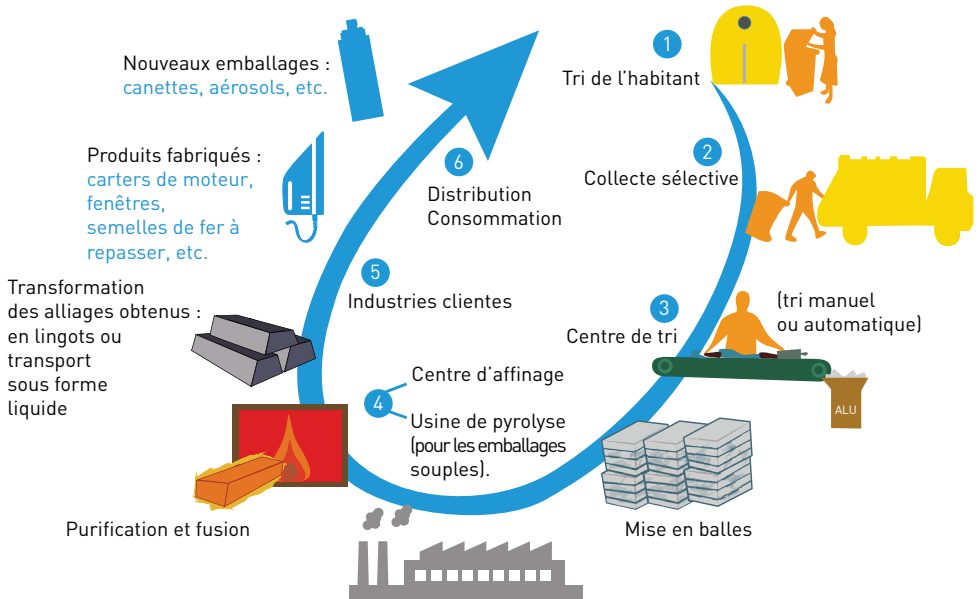 1
Tri de l'habitant
2
Collecte sélective
3
Centre de tri
(tri manuel
ou automatique)
ALU
Mise en balles
4
Centre d'affinage
Usine de pyrolyse
(pour les emballages
souples).
Purification et fusion
Transformation
des alliages obtenus :
en lingots ou
transport
sous forme
liquide
5
Industries clientes
Produits fabriqués :
carters de moteur,
fenêtres,
semelles de fer à
repasser, etc.
6
Distribution
Consommation
Nouveaux emballages :
canettes, aérosols, etc.